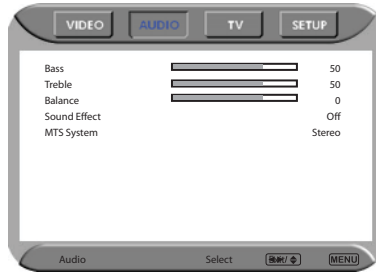 VIDEO AUDIO TV SETUP
Bass 50
Treble 50
Balance 0
Sound Effect Off
MTS System Stereo
Audio Select MENU